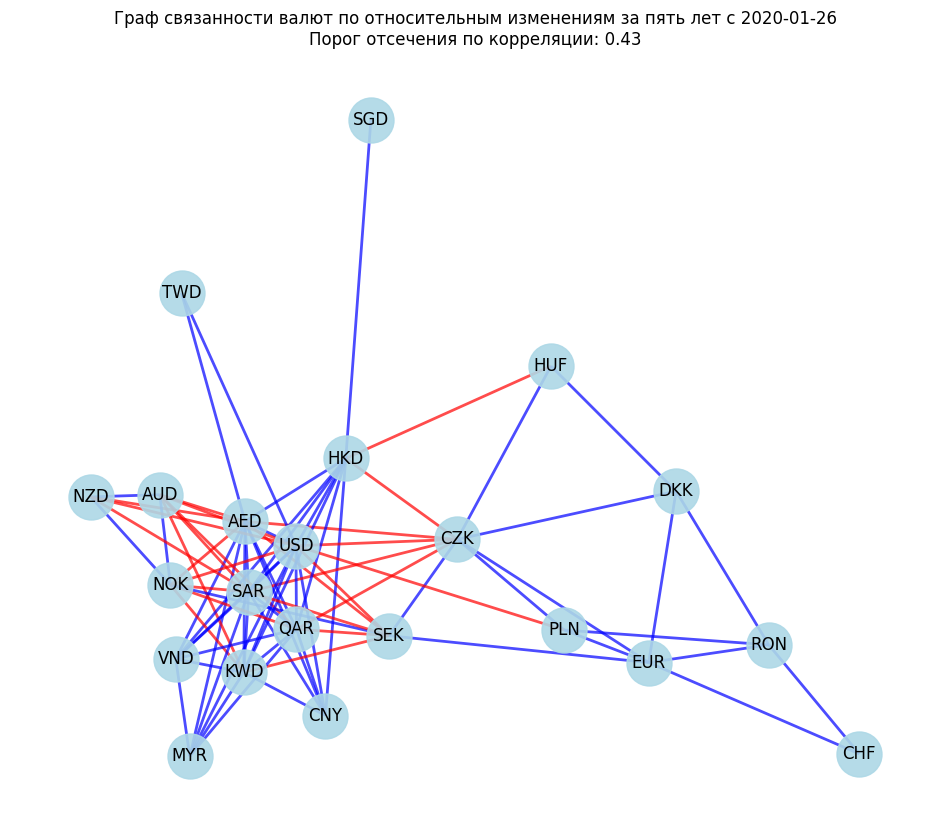 Граф связанности валют по относительным изменениям за пять лет с 2020-01-26
Порог отсечения по корреляции: 0.43
SGD
TWD
HUF
HKD
DKK
NZD
AUD
AED
USD
CZK
NOK
SAR
QAR
SEK
PLN
RON
VND
KWD
EUR
CNY
MYR
CHF